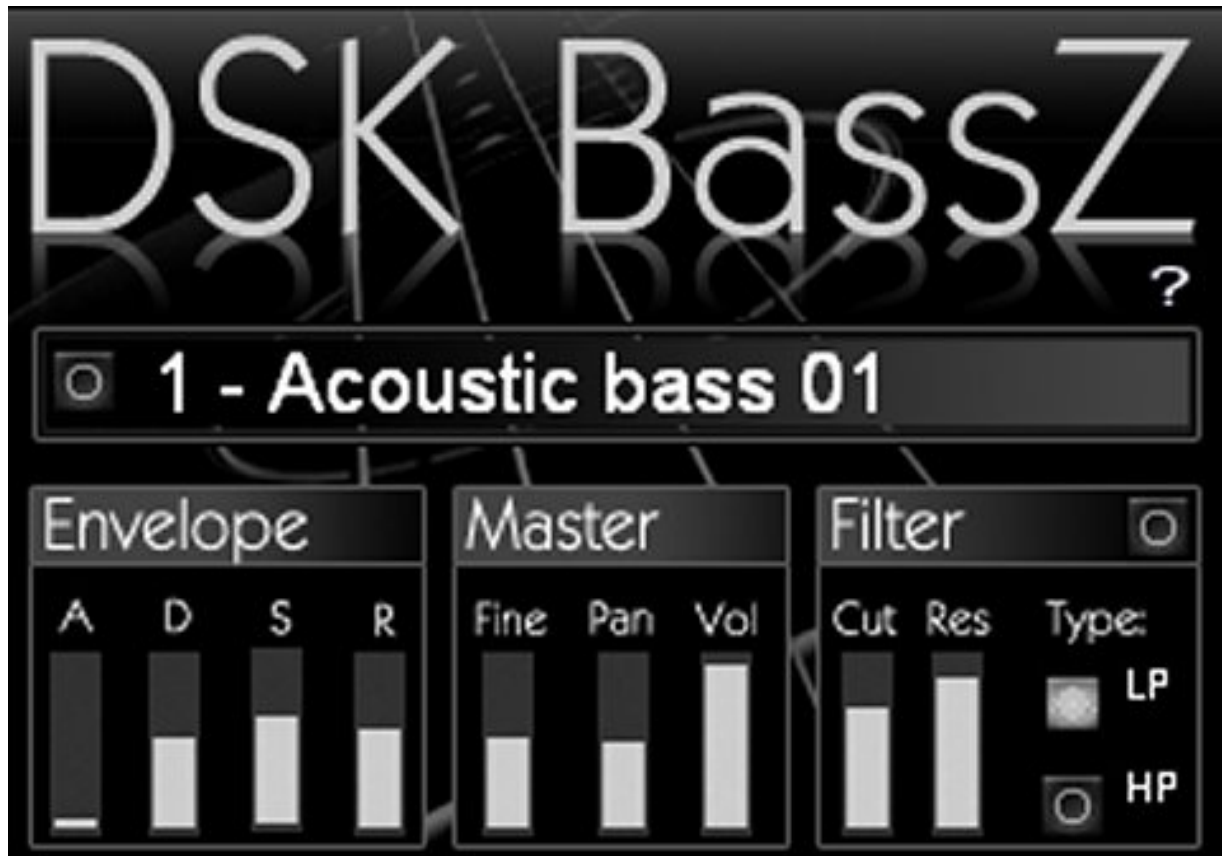 DSK BassZ
?
1 - Acoustic bass 01
Envelope Master Filter
A D S R Fine Pan Vol Cut Res Type:
LP
HP